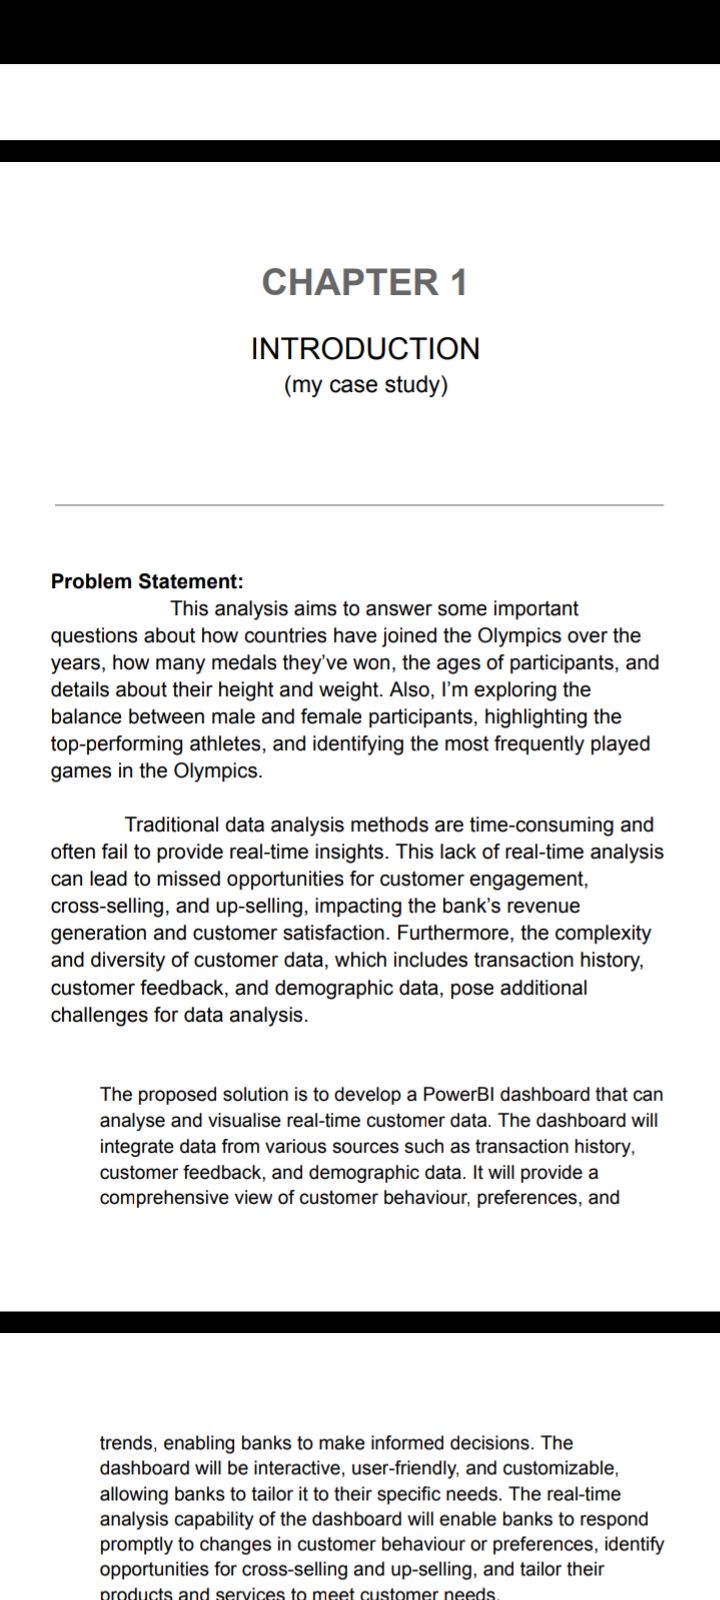 CHAPTER 1
INTRODUCTION
(my case study)
Problem Statement:
This analysis aims to answer some important
questions about how countries have joined the Olympics over the
years, how many medals they've won, the ages of participants, and
details about their height and weight. Also, I'm exploring the
balance between male and female participants, highlighting the
top-performing athletes, and identifying the most frequently played
games in the Olympics.
Traditional data analysis methods are time-consuming and
often fail to provide real-time insights. This lack of real-time analysis
can lead to missed opportunities for customer engagement,
cross-selling, and up-selling, impacting the bank's revenue
generation and customer satisfaction. Furthermore, the complexity
and diversity of customer data, which includes transaction history,
customer feedback, and demographic data, pose additional
challenges for data analysis.
The proposed solution is to develop a PowerBI dashboard that can
analyse and visualise real-time customer data. The dashboard will
integrate data from various sources such as transaction history,
customer feedback, and demographic data. It will provide a
comprehensive view of customer behaviour, preferences, and
trends, enabling banks to make informed decisions. The
dashboard will be interactive, user-friendly, and customizable,
allowing banks to tailor it to their specific needs. The real-time
analysis capability of the dashboard will enable banks to respond
promptly to changes in customer behaviour or preferences, identify
opportunities for cross-selling and up-selling, and tailor their
products and services to meet customer needs.